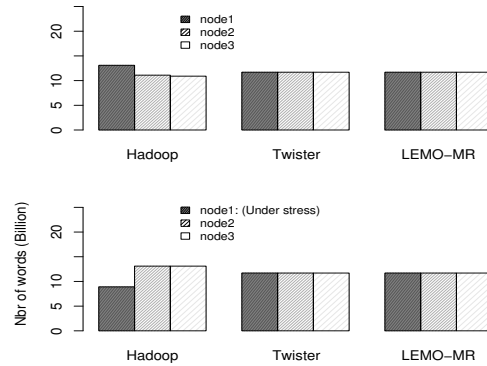 node1
node2
node3
0 5 10 20
Hadoop Twister LEMO−MR
node1: (Under stress)
node2
node3
Nbr of words (Billion)
0 5 10 20
Hadoop Twister LEMO−MR